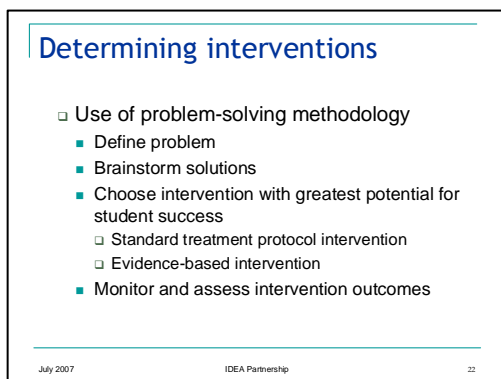 Determining interventions
Use of problem-solving methodology
Define problem
Brainstorm solutions
Choose intervention with greatest potential for
student success
Standard treatment protocol intervention
Evidence-based intervention
Monitor and assess intervention outcomes
July 2007 IDEA Partnership 22